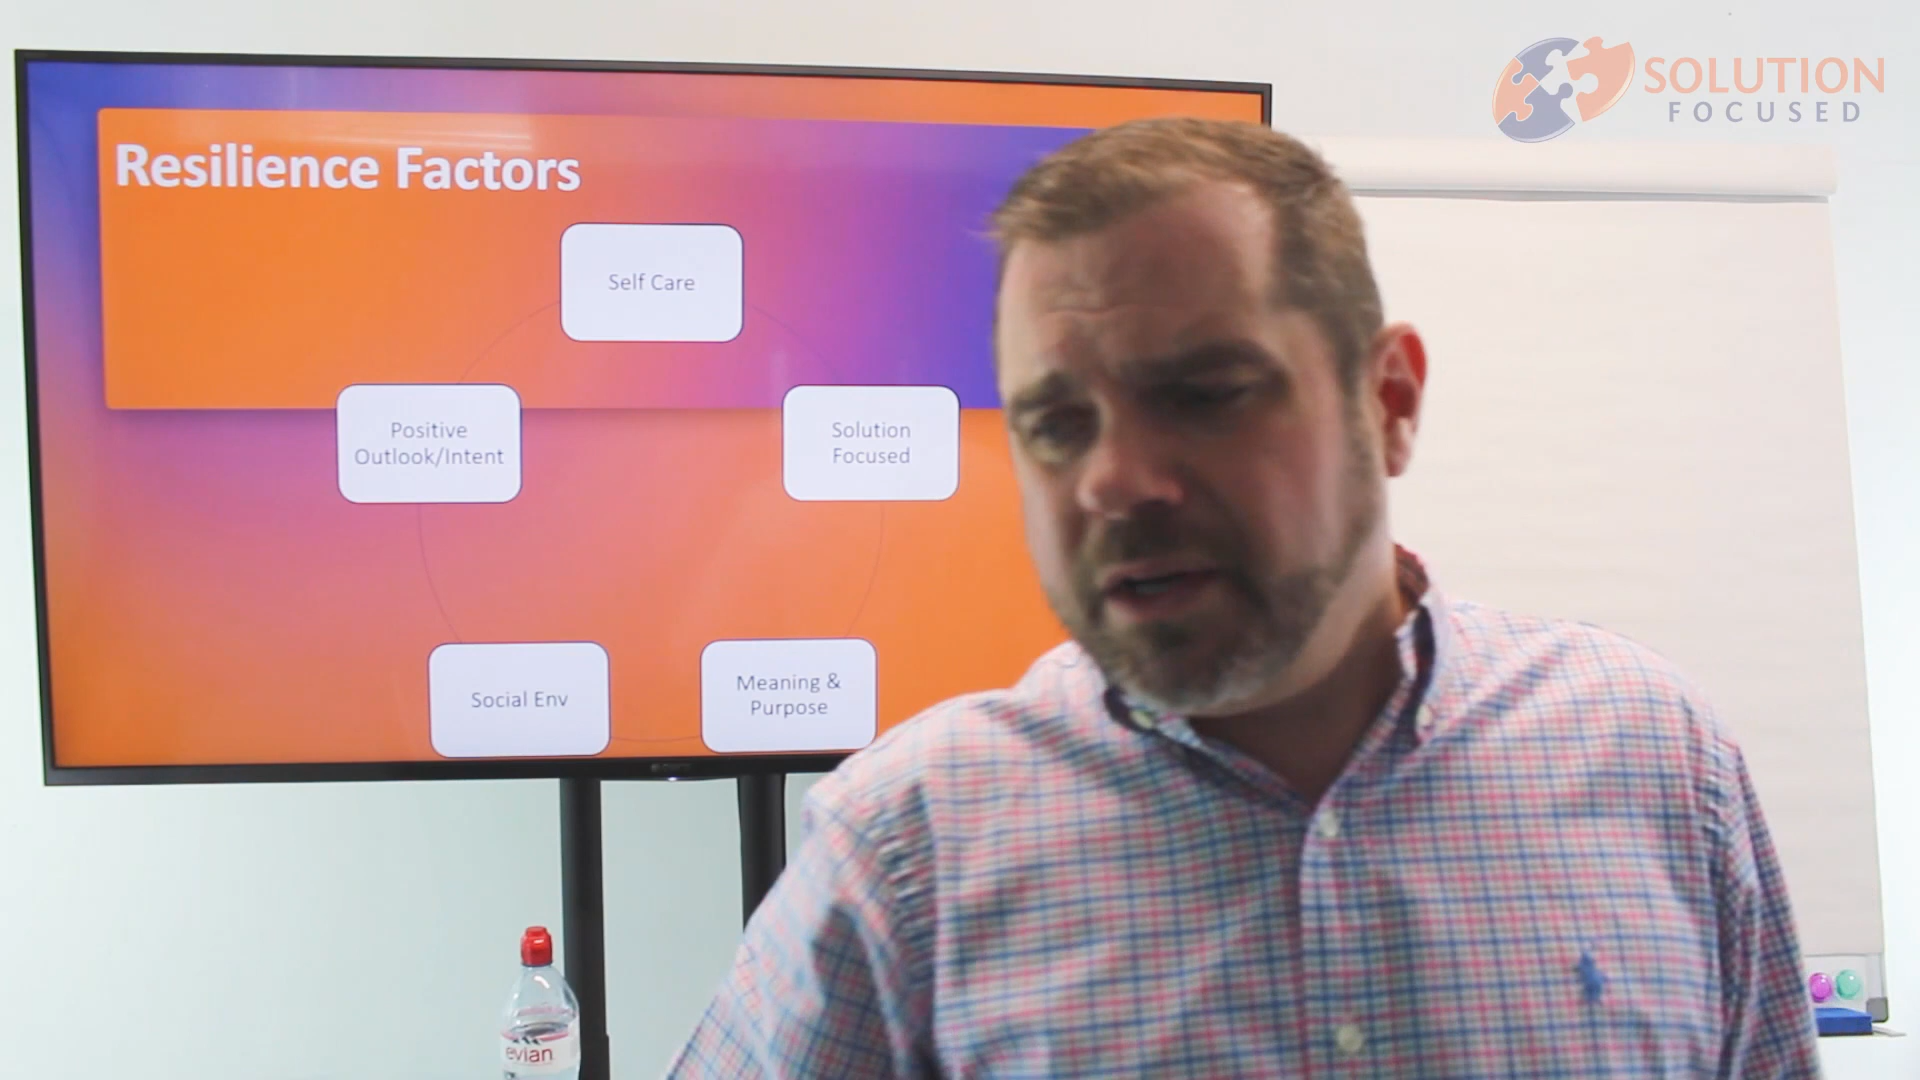 SOLUTION
FOCUSED
Resilience Factors
Self Care
Positive
Outlook/Intent
Solution
Focused
Social Env
Meaning &
Purpose
evian